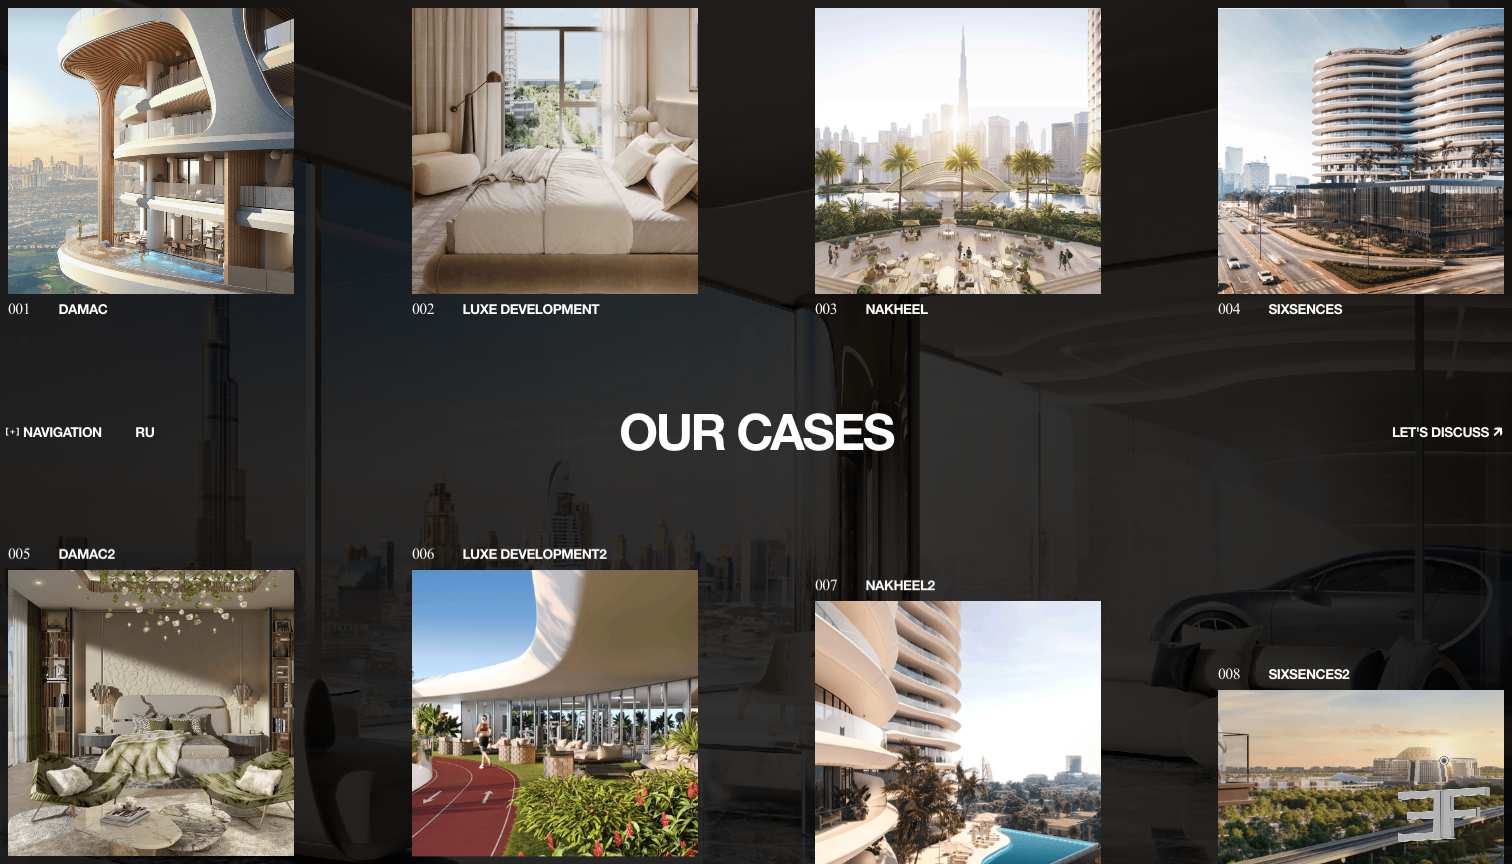 001 DAMAC
002 LUXE DEVELOPMENT
003 NAKHEEL
004 SIXSENCES
[+] NAVIGATION
RU
OUR CASES
LET'S DISCUSS ↗
005 DAMAC2
006 LUXE DEVELOPMENT2
007 NAKHEEL2
008 SIXSENCES2